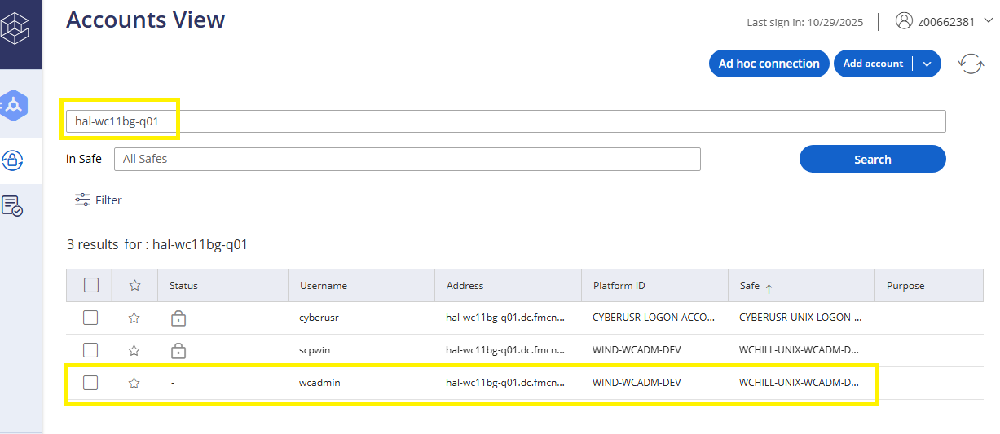 Accounts View
Last sign in: 10/29/2025 z00662381
Ad hoc connection Add account
hal-wc11bg-q01
in Safe All Safes Search
Filter
3 results for : hal-wc11bg-q01
Status Username Address Platform ID Safe Purpose
cyberusr hal-wc11bg-q01.dc.fmcn... CYBERUSR-LOGON-ACCO... CYBERUSR-UNIX-LOGON-...
scpwin hal-wc11bg-q01.dc.fmcn... WIND-WCADM-DEV WCHILL-UNIX-WCADM-D...
- wcadmin hal-wc11bg-q01.dc.fmcn... WIND-WCADM-DEV WCHILL-UNIX-WCADM-D...